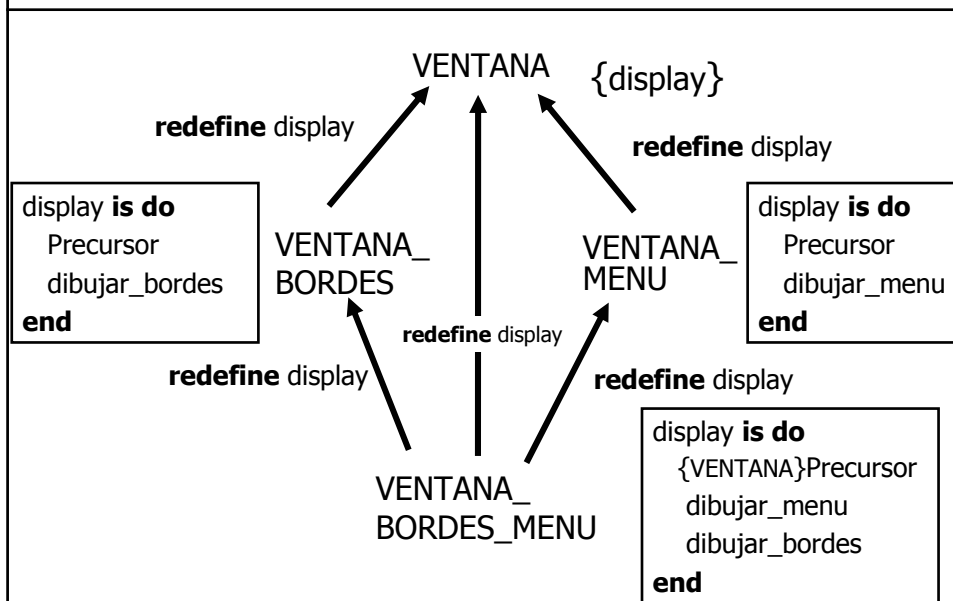 VENTANA {display}
redefine display
redefine display
display is do
Precursor
dibujar_bordes
end
VENTANA_
BORDES
VENTANA_
MENU
display is do
Precursor
dibujar_menu
end
redefine display
redefine display
redefine display
VENTANA_
BORDES_MENU
display is do
{VENTANA}Precursor
dibujar_menu
dibujar_bordes
end